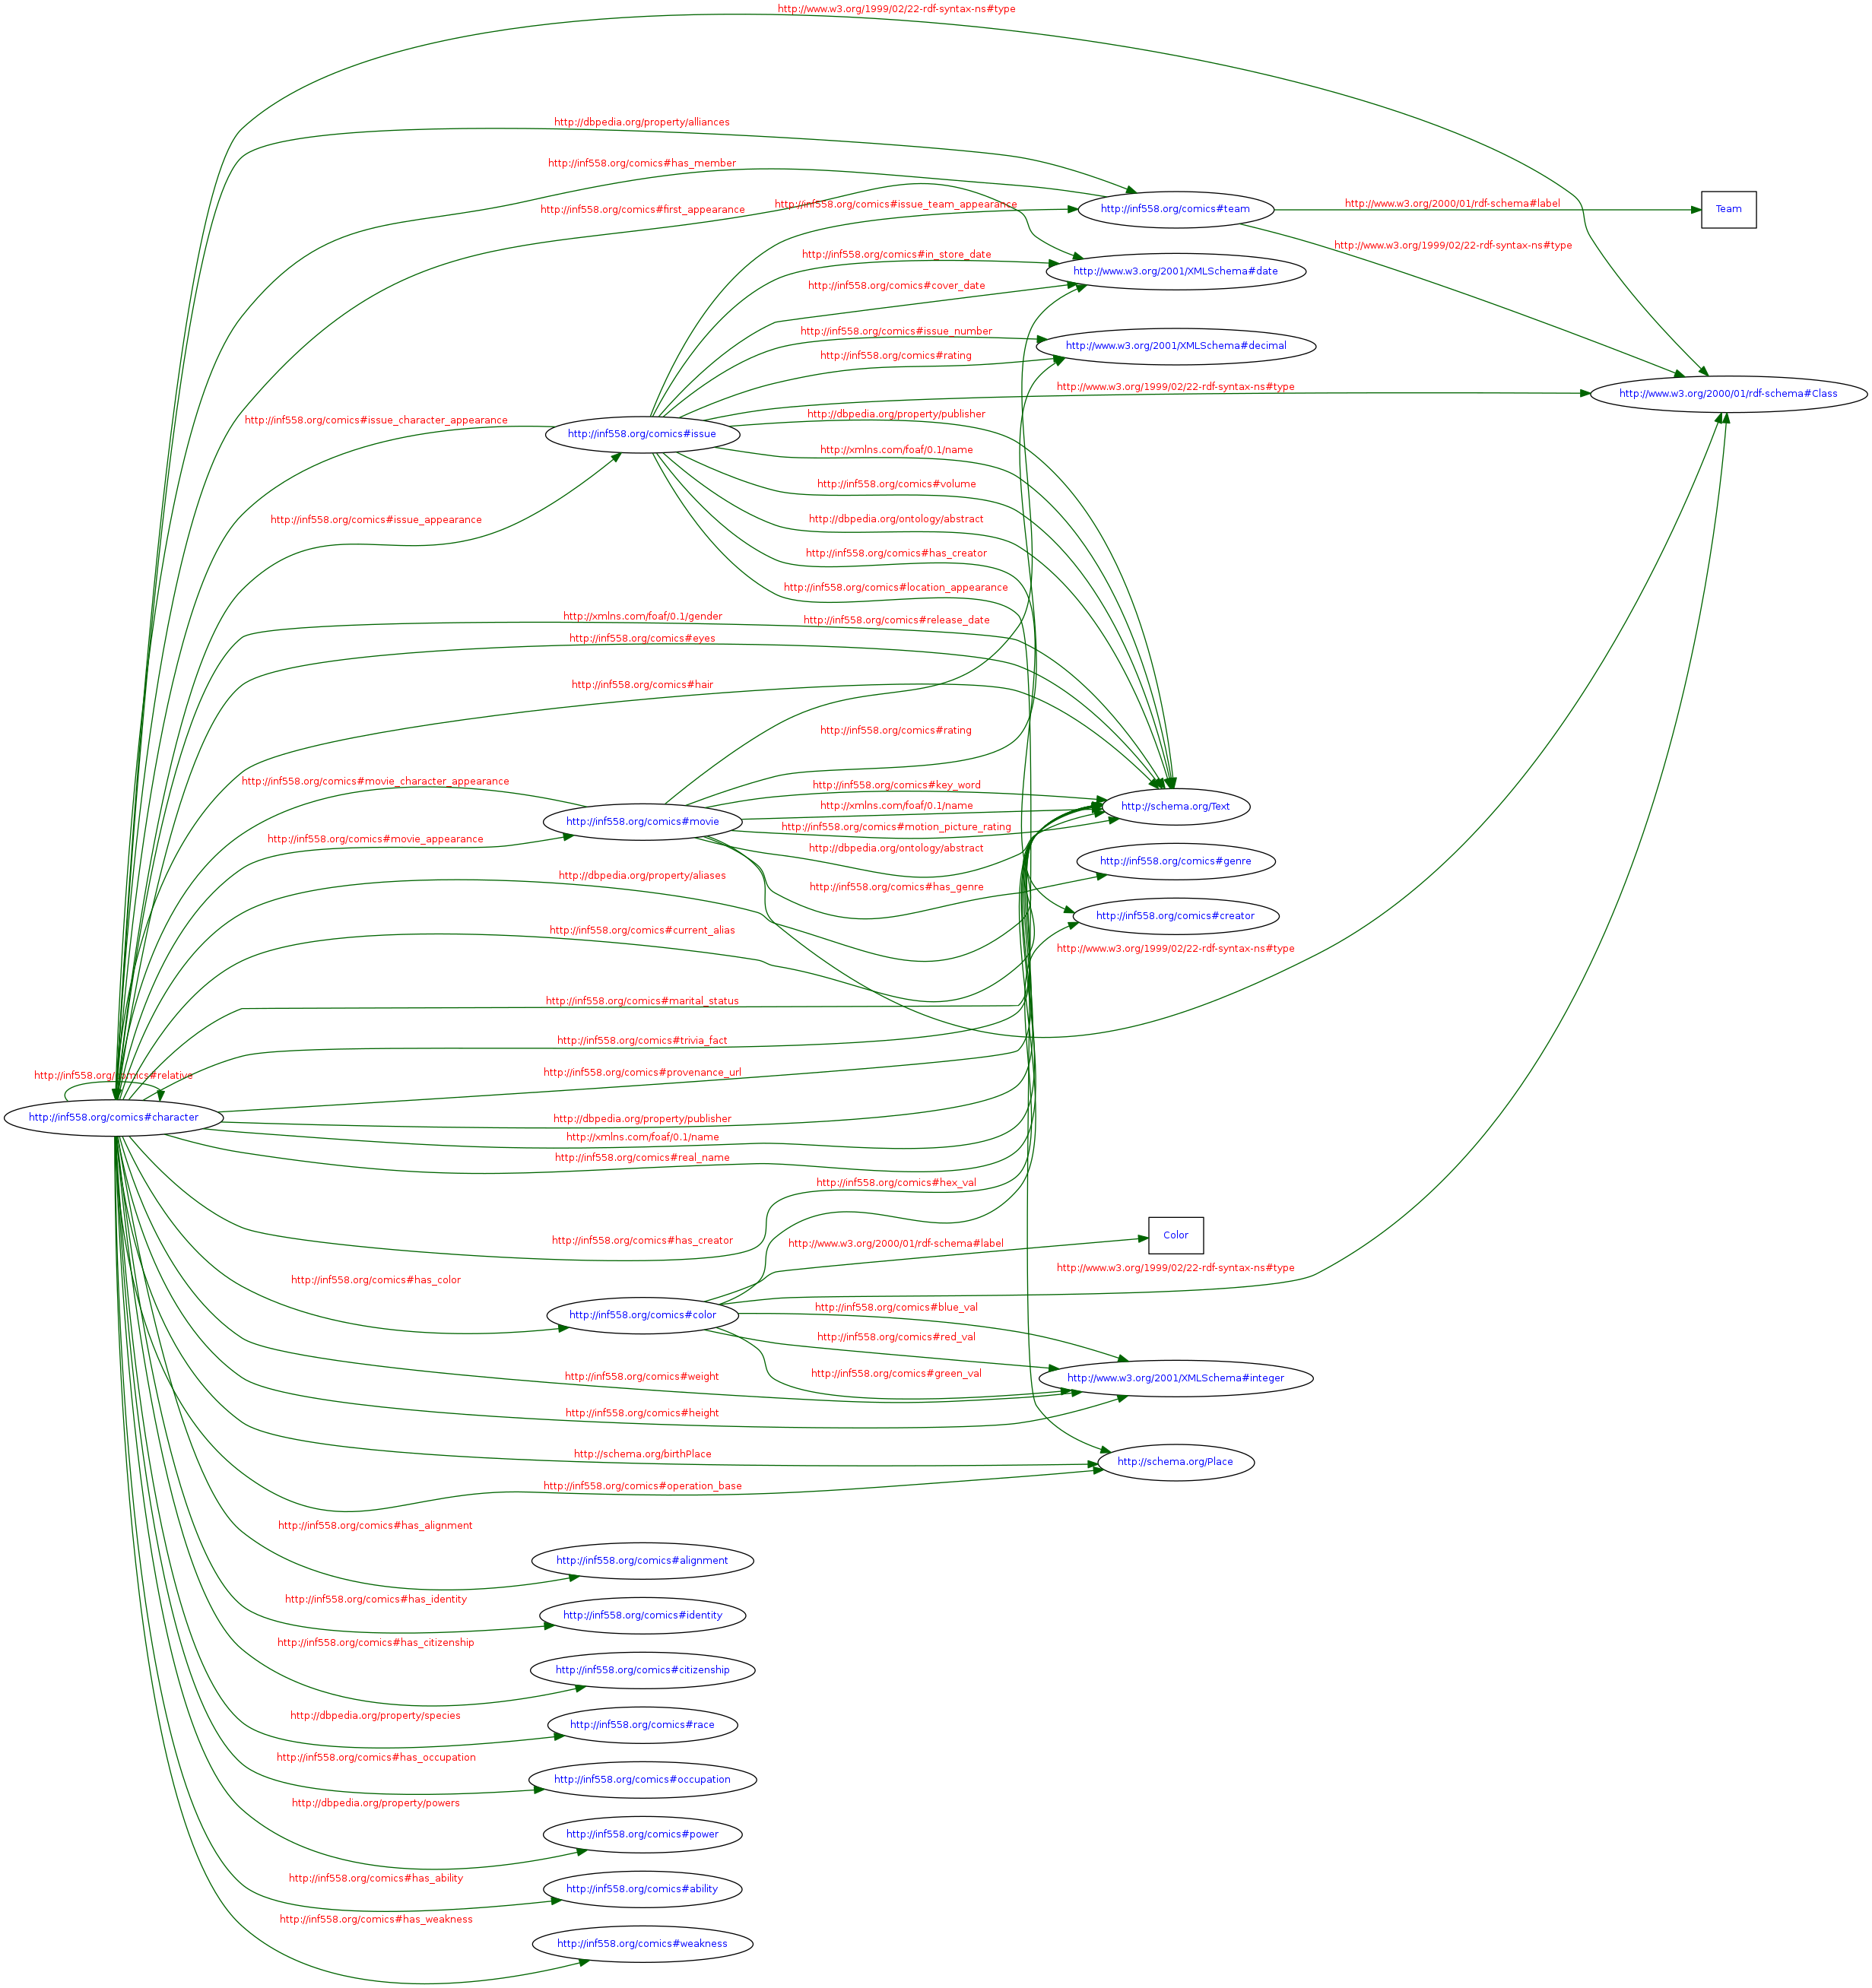 http://www.w3.org/1999/02/22-rdf-syntax-ns#type
http://dbpedia.org/property/alliances
http://inf558.org/comics#has_member
http://inf558.org/comics#issue_team_appearance
http://www.w3.org/2000/01/rdf-schema#label
http://inf558.org/comics#team
Team
http://inf558.org/comics#first_appearance
http://www.w3.org/1999/02/22-rdf-syntax-ns#type
http://inf558.org/comics#in_store_date
http://www.w3.org/2001/XMLSchema#date
http://inf558.org/comics#cover_date
http://inf558.org/comics#issue_number
http://www.w3.org/2001/XMLSchema#decimal
http://inf558.org/comics#rating
http://www.w3.org/1999/02/22-rdf-syntax-ns#type
http://www.w3.org/2000/01/rdf-schema#Class
http://dbpedia.org/property/publisher
http://inf558.org/comics#issue_character_appearance
http://inf558.org/comics#issue
http://xmlns.com/foaf/0.1/name
http://inf558.org/comics#volume
http://inf558.org/comics#issue_appearance
http://dbpedia.org/ontology/abstract
http://inf558.org/comics#has_creator
http://inf558.org/comics#location_appearance
http://xmlns.com/foaf/0.1/gender
http://inf558.org/comics#release_date
http://inf558.org/comics#eyes
http://inf558.org/comics#hair
http://inf558.org/comics#rating
http://inf558.org/comics#movie_character_appearance
http://inf558.org/comics#key_word
http://xmlns.com/foaf/0.1/name
http://schema.org/Text
http://inf558.org/comics#movie
http://inf558.org/comics#motion_picture_rating
http://inf558.org/comics#movie_appearance
http://dbpedia.org/ontology/abstract
http://inf558.org/comics#genre
http://dbpedia.org/property/aliases
http://inf558.org/comics#has_genre
http://inf558.org/comics#creator
http://inf558.org/comics#current_alias
http://www.w3.org/1999/02/22-rdf-syntax-ns#type
http://inf558.org/comics#marital_status
http://inf558.org/comics#trivia_fact
http://inf558.org/comics#relative
http://inf558.org/comics#provenance_url
http://inf558.org/comics#character
http://dbpedia.org/property/publisher
http://xmlns.com/foaf/0.1/name
http://inf558.org/comics#real_name
http://inf558.org/comics#hex_val
http://inf558.org/comics#has_creator
http://www.w3.org/2000/01/rdf-schema#label
Color
http://www.w3.org/1999/02/22-rdf-syntax-ns#type
http://inf558.org/comics#has_color
http://inf558.org/comics#blue_val
http://inf558.org/comics#color
http://inf558.org/comics#red_val
http://inf558.org/comics#green_val
http://inf558.org/comics#weight
http://www.w3.org/2001/XMLSchema#integer
http://inf558.org/comics#height
http://schema.org/birthPlace
http://schema.org/Place
http://inf558.org/comics#operation_base
http://inf558.org/comics#has_alignment
http://inf558.org/comics#alignment
http://inf558.org/comics#has_identity
http://inf558.org/comics#identity
http://inf558.org/comics#has_citizenship
http://inf558.org/comics#citizenship
http://dbpedia.org/property/species
http://inf558.org/comics#race
http://inf558.org/comics#has_occupation
http://inf558.org/comics#occupation
http://dbpedia.org/property/powers
http://inf558.org/comics#power
http://inf558.org/comics#has_ability
http://inf558.org/comics#ability
http://inf558.org/comics#has_weakness
http://inf558.org/comics#weakness